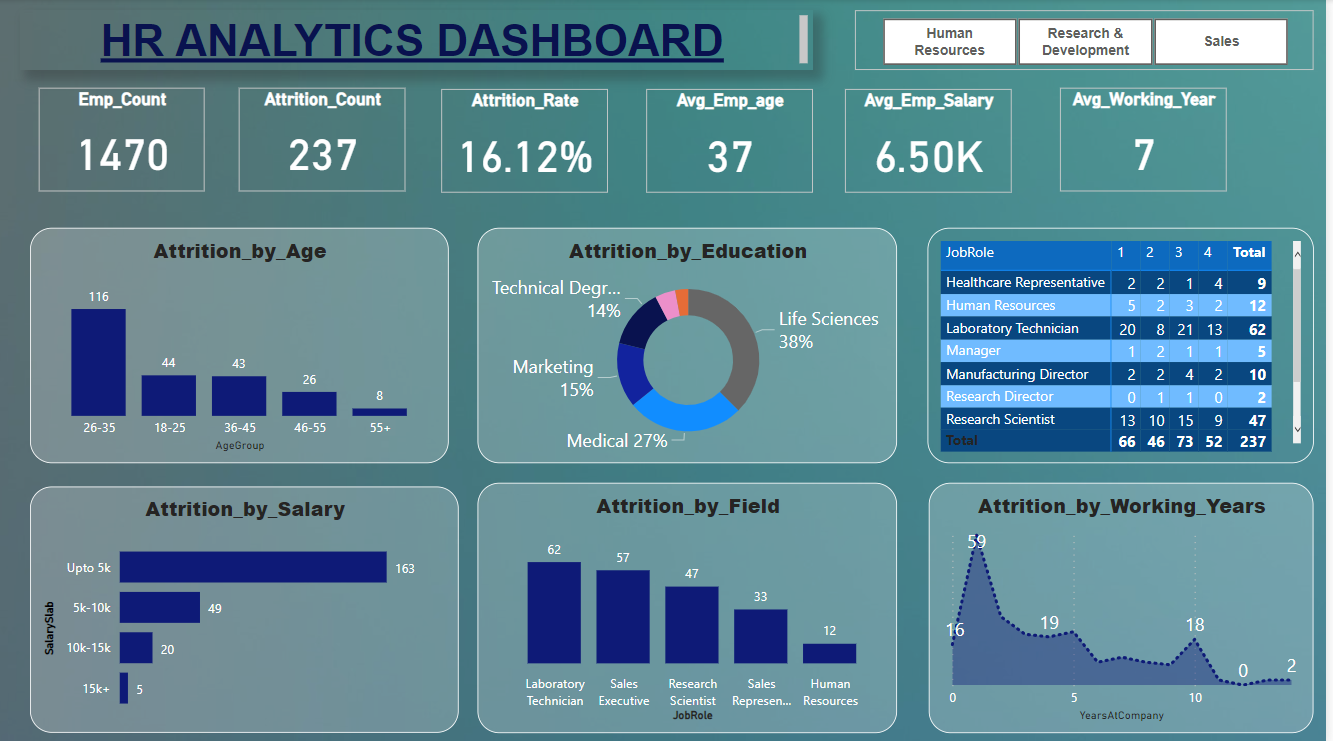 HR ANALYTICS DASHBOARD
Human
Resources
Research &
Development
Sales
Emp_Count
1470
Attrition_Count
237
Attrition_Rate
16.12%
Avg_Emp_age
37
Avg_Emp_Salary
6.50K
Avg_Working_Year
7
Attrition_by_Age
116
44
43
26
8
26-35 18-25 36-45 46-55 55+
AgeGroup
Attrition_by_Education
Technical Degr...
14%
Life Sciences
38%
Marketing
15%
Medical 27%
JobRole 1 2 3 4 Total
Healthcare Representative 2 2 1 4 9
Human Resources 5 2 3 2 12
Laboratory Technician 20 8 21 13 62
Manager 1 2 1 1 5
Manufacturing Director 2 2 4 2 10
Research Director 0 1 1 0 2
Research Scientist 13 10 15 9 47
Total 66 46 73 52 237
Attrition_by_Salary
SalarySlab
Upto 5k 163
5k-10k 49
10k-15k 20
15k+ 5
Attrition_by_Field
62
57
47
33
12
Laboratory
Technician
Sales
Executive
Research
Scientist
Sales
Represen...
Human
Resources
JobRole
Attrition_by_Working_Years
59
16
19
18
0
2
0 5 10
YearsAtCompany